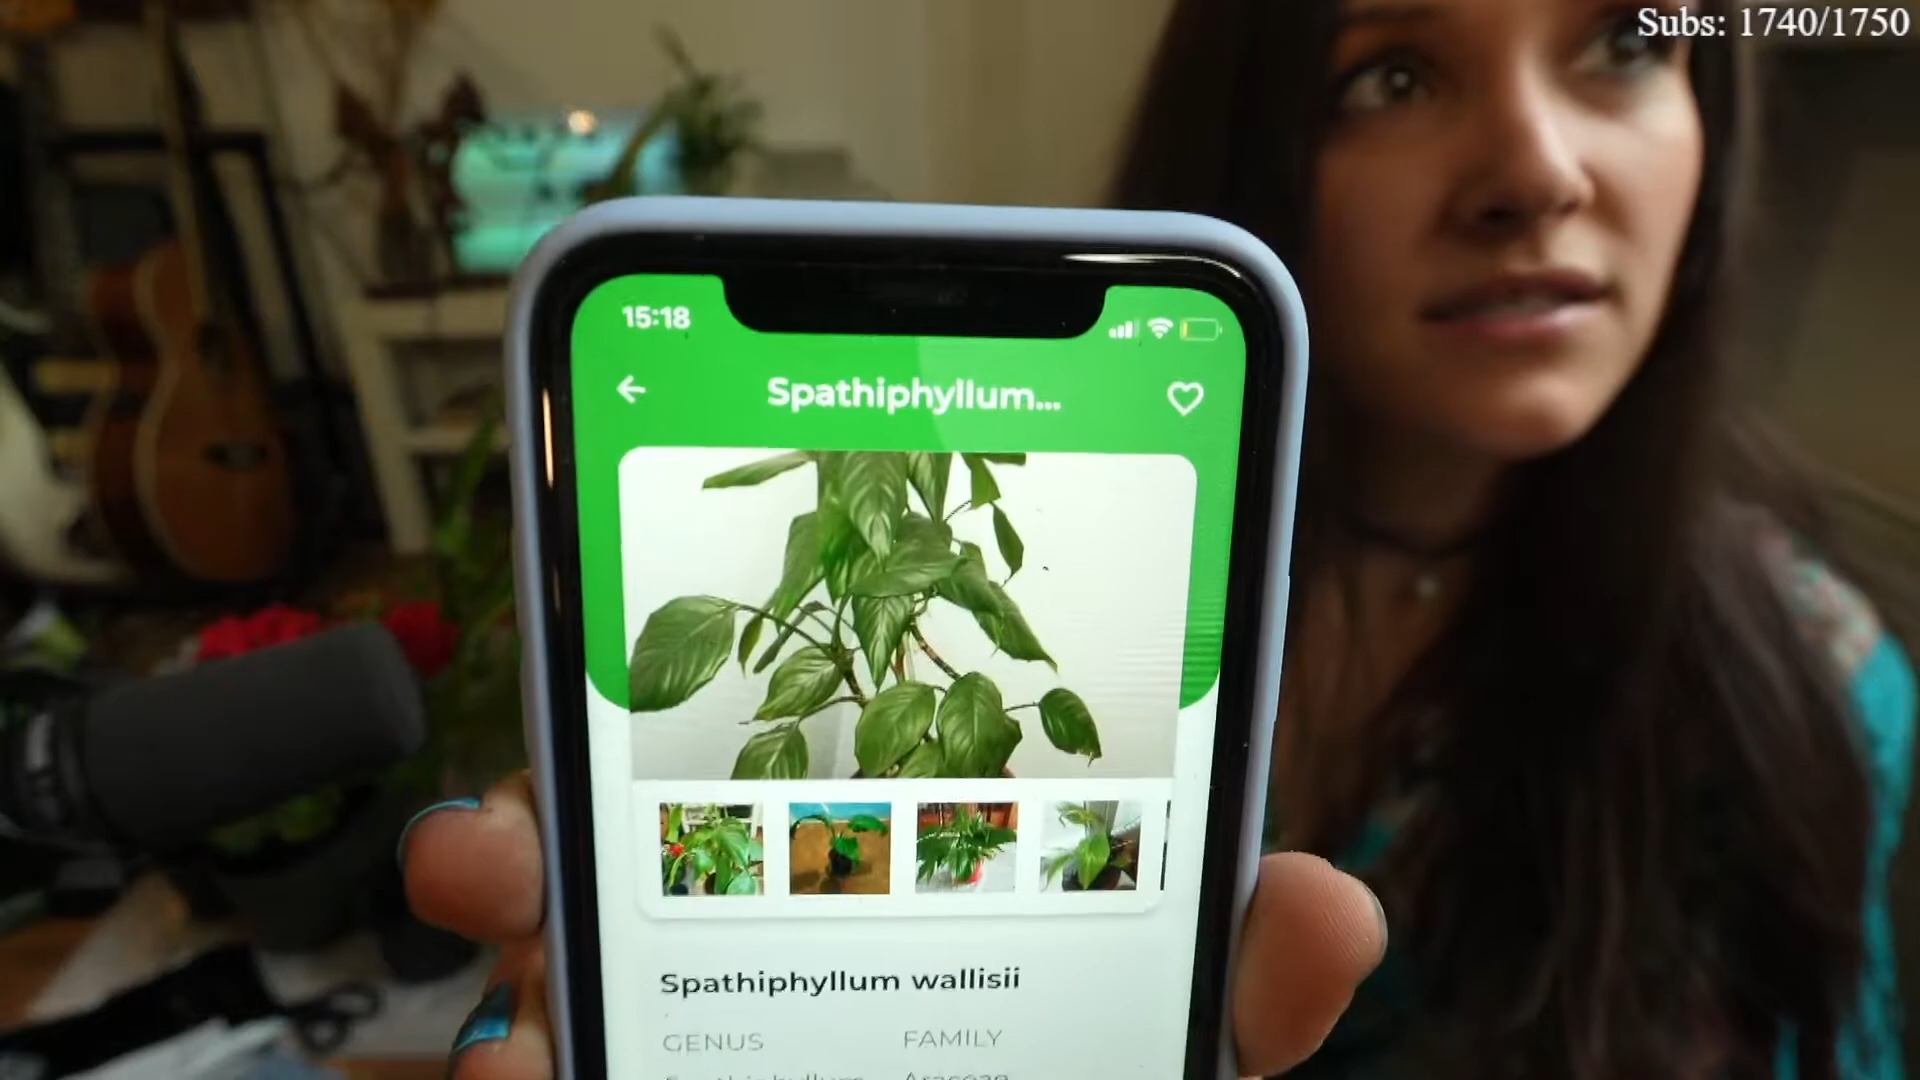 Subs: 1740/1750
15:18
Spathiphyllum...
Spathiphyllum wallisii
GENUS FAMILY